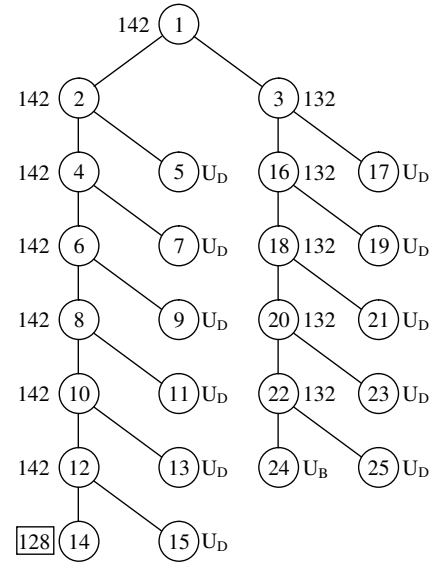 142 1
142 2 3 132
142 4 5 U_D 16 132 17 U_D
142 6 7 U_D 18 132 19 U_D
142 8 9 U_D 20 132 21 U_D
142 10 11 U_D 22 132 23 U_D
142 12 13 U_D 24 U_B 25 U_D
128 14 15 U_D